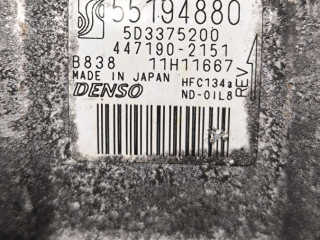 55194880
5D3375200
447190-2151
B838 11H11667
MADE IN JAPAN HFC134a
DENSO ND-OIL8
REV